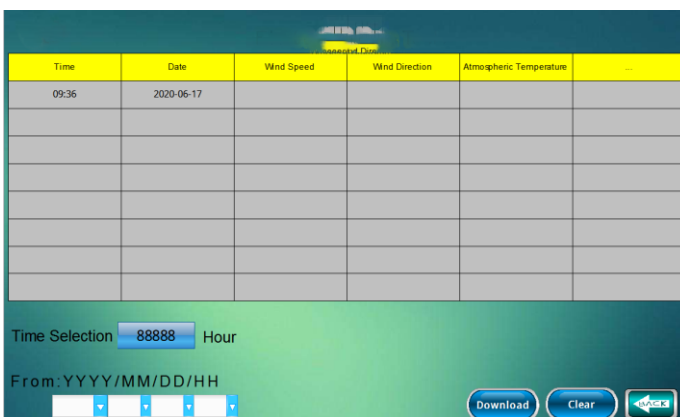 Time Date Wind Speed Wind Direction Atmospheric Temperature ...
09:36 2020-06-17
Time Selection 88888 Hour
From:YYYY/MM/DD/HH
Download Clear BACK